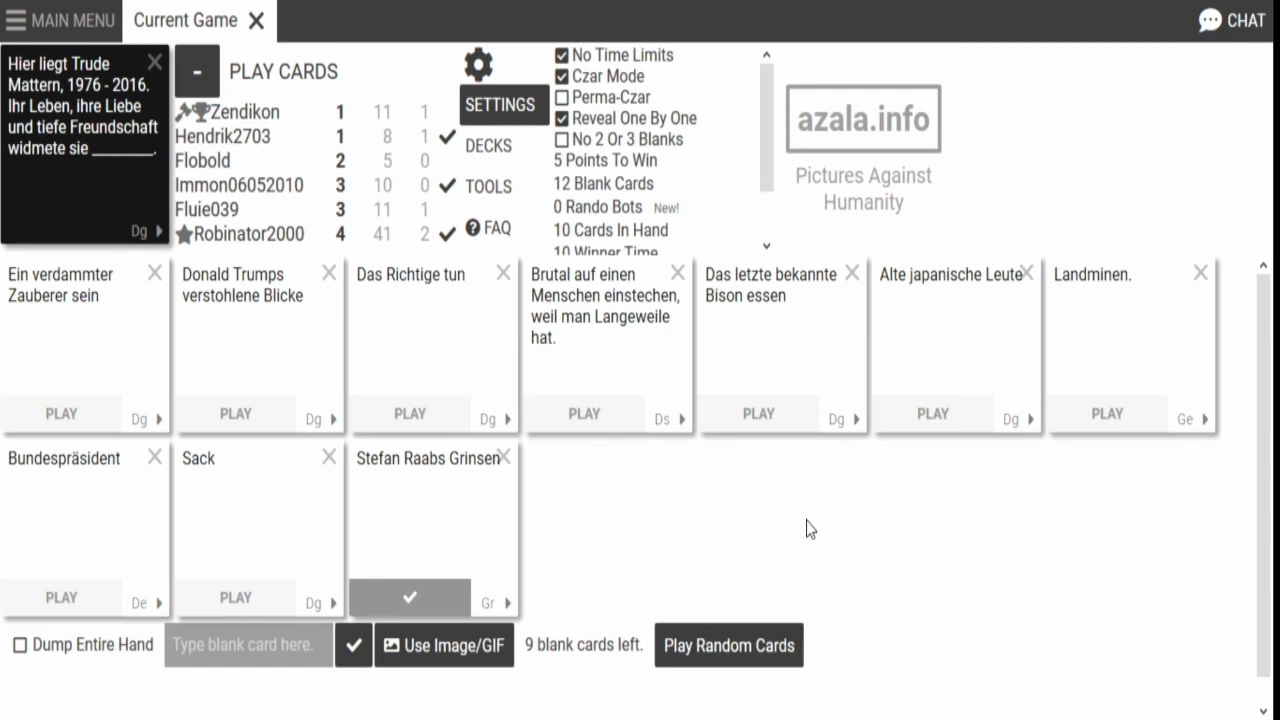 MAIN MENU
Current Game
CHAT
Hier liegt Trude
Mattern, 1976 - 2016.
Ihr Leben, ihre Liebe
und tiefe Freundschaft
widmete sie ________.
Dg
-
PLAY CARDS
Zendikon 1 11 1
Hendrik2703 1 8 1
Flobold 2 5 0
Immon06052010 3 10 0
Fluie039 3 11 1
Robinator2000 4 41 2
SETTINGS
DECKS
TOOLS
FAQ
No Time Limits
Czar Mode
Perma-Czar
Reveal One By One
No 2 Or 3 Blanks
5 Points To Win
12 Blank Cards
0 Rando Bots New!
10 Cards In Hand
10 Winner Time
azala.info
Pictures Against
Humanity
Ein verdammter
Zauberer sein
PLAY Dg
Donald Trumps
verstohlene Blicke
PLAY Dg
Das Richtige tun
PLAY Dg
Brutal auf einen
Menschen einstechen,
weil man Langeweile
hat.
PLAY Ds
Das letzte bekannte
Bison essen
PLAY Dg
Alte japanische Leute
PLAY Dg
Landminen.
PLAY Ge
Bundespräsident
PLAY De
Sack
PLAY Dg
Stefan Raabs Grinsen
Gr
Dump Entire Hand
Type blank card here.
Use Image/GIF
9 blank cards left.
Play Random Cards